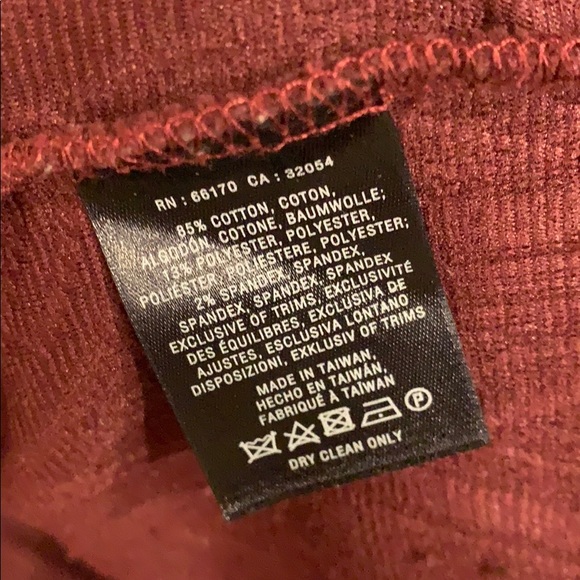 RN : 66170 CA : 32054
85% COTTON, COTON,
ALGODÓN, COTONE, BAUMWOLLE;
13% POLYESTER, POLYESTER,
POLIÉSTER, POLIESTERE, POLYESTER;
2% SPANDEX, SPANDEX,
SPANDEX, SPANDEX, SPANDEX
EXCLUSIVE OF TRIMS, EXCLUSIVITÉ
DES ÉQUILIBRES, EXCLUSIVA DE
AJUSTES, ESCLUSIVA LONTANO
DISPOSIZIONI, EXKLUSIV OF TRIMS
MADE IN TAIWAN,
HECHO EN TAIWÁN,
FABRIQUÉ À TAÏWAN
P
DRY CLEAN ONLY